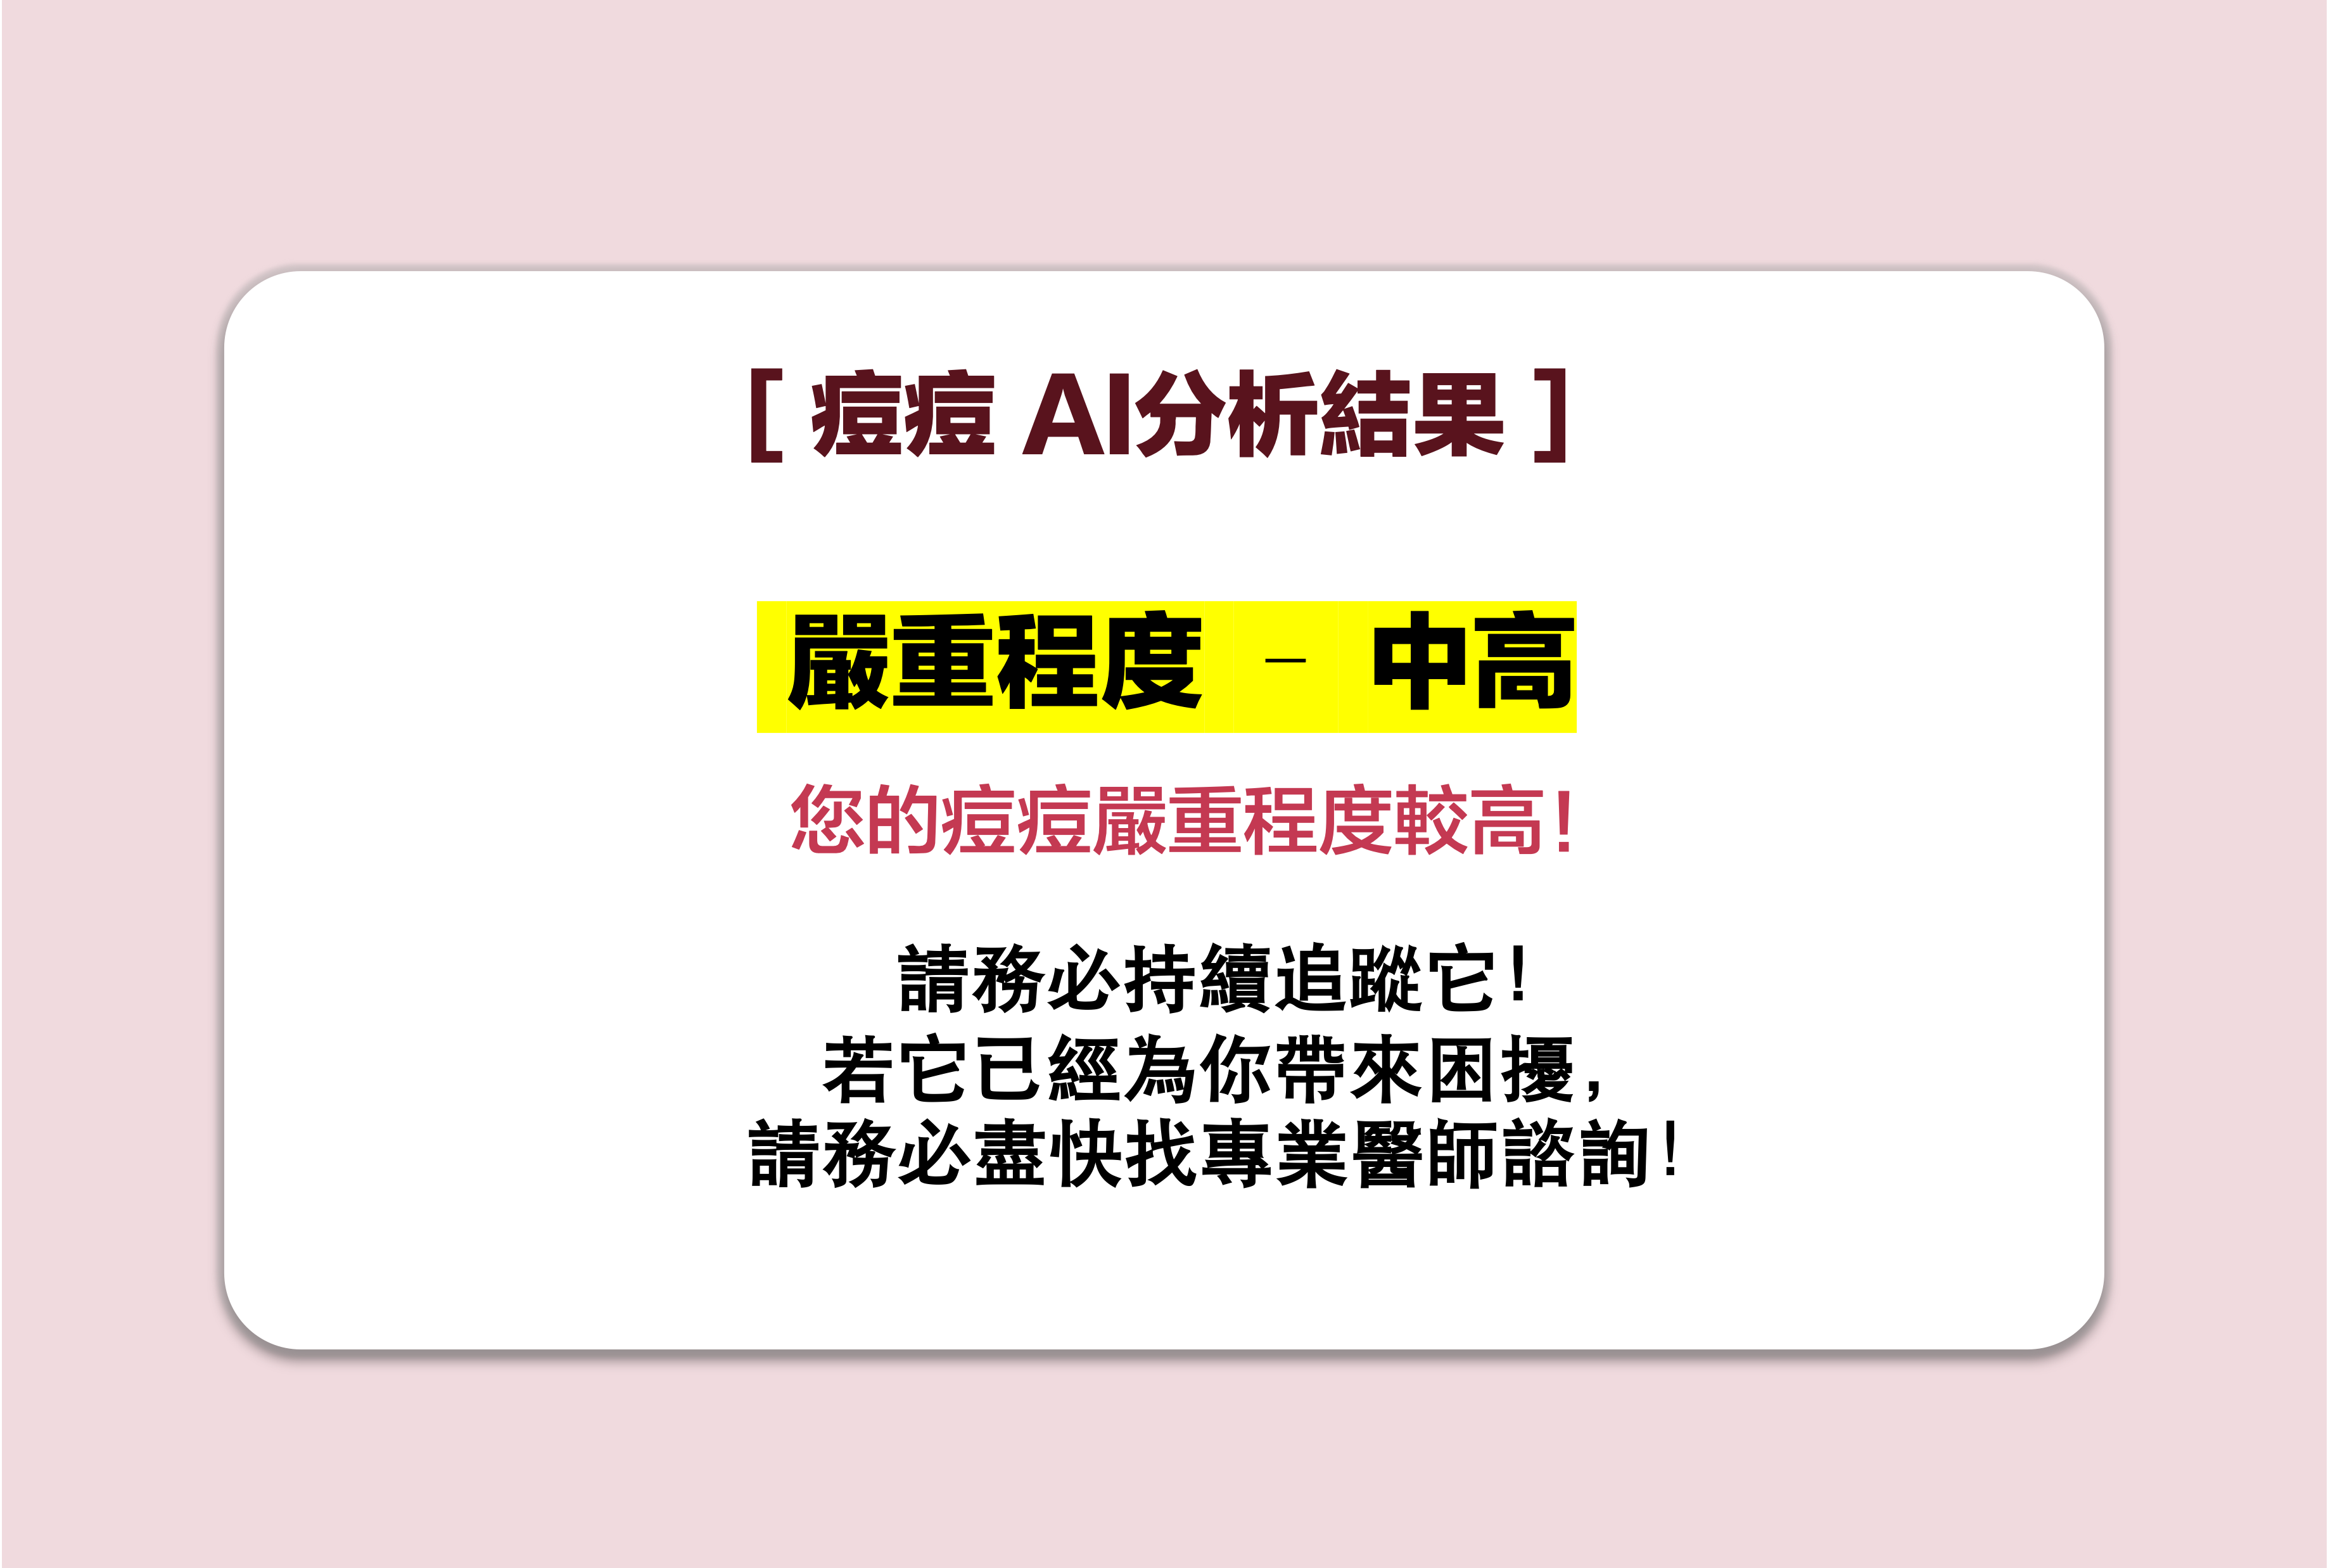 [ 痘痘 AI分析結果 ]
嚴重程度 – 中高
您的痘痘嚴重程度較高!
請務必持續追蹤它!
若它已經為你帶來困擾,
請務必盡快找專業醫師諮詢!